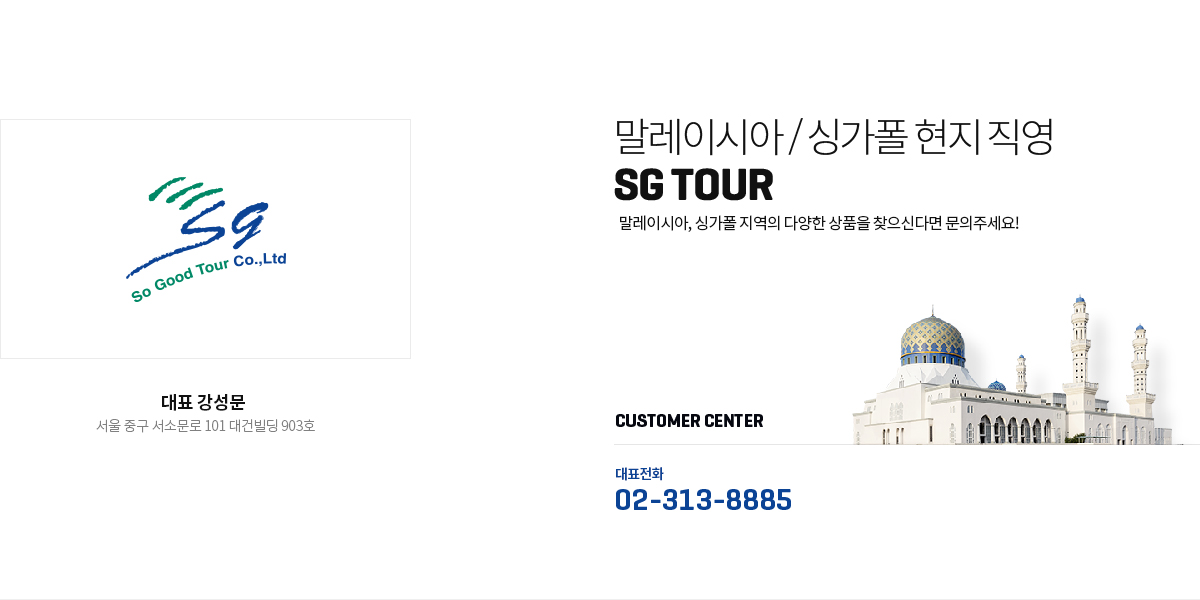 Sg
So Good Tour Co.,Ltd
대표 강성문
서울 중구 서소문로 101 대건빌딩 903호
말레이시아 / 싱가폴 현지 직영
SG TOUR
말레이시아, 싱가폴 지역의 다양한 상품을 찾으신다면 문의주세요!
CUSTOMER CENTER
대표전화
02-313-8885